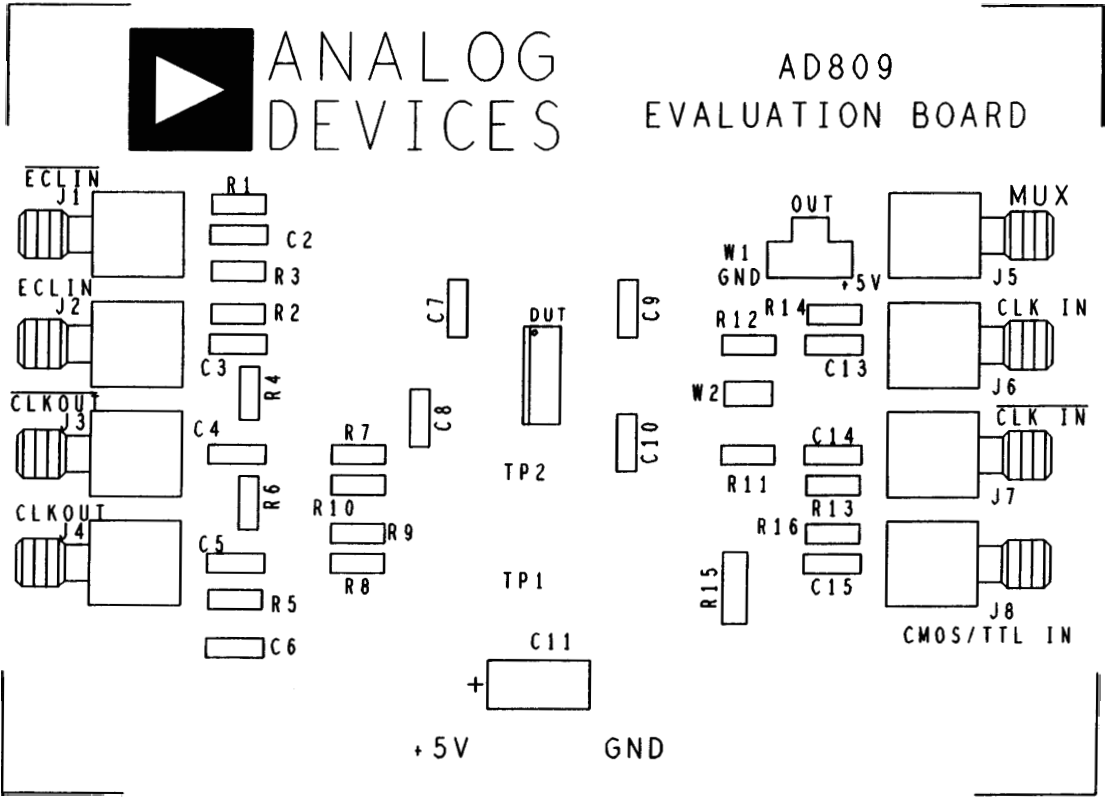 ANALOG
DEVICES
AD809
EVALUATION BOARD
ECLIN
J1
R1
C2
R3
ECLIN
J2
R2
C3
R4
CLKOUT
J3
C4
R6
CLKOUT
J4
C5
R5
C6
R7
R10
R9
R8
C7
C8
DUT
TP2
TP1
C9
C10
OUT
W1
GND
+5V
MUX
J5
R14
R12
C13
CLK IN
J6
W2
CLK IN
C14
R11
R13
J7
R16
R15
C15
J8
CMOS/TTL IN
C11
+
+5V
GND